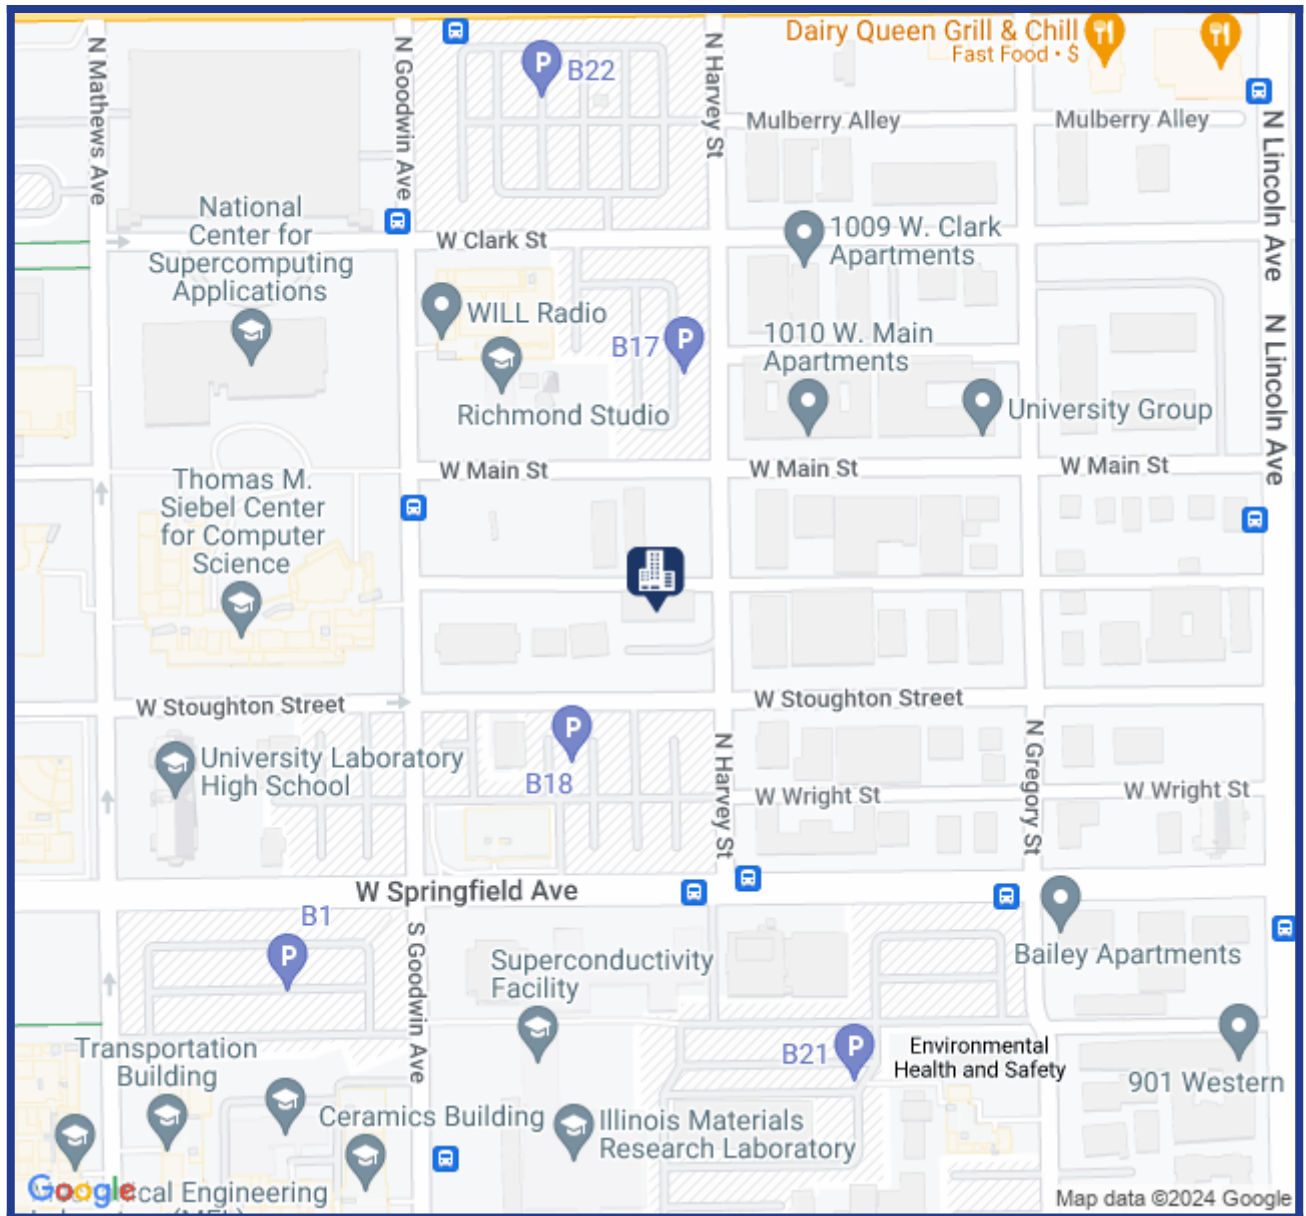 Dairy Queen Grill & Chill
Fast Food • $
N Mathews Ave
N Goodwin Ave
P
B22
N Harvey St
Mulberry Alley
Mulberry Alley
N Lincoln Ave
National
Center for
Supercomputing
Applications
W Clark St
1009 W. Clark
Apartments
WILL Radio
B17
P
1010 W. Main
Apartments
N Lincoln Ave
Richmond Studio
University Group
W Main St
W Main St
W Main St
Thomas M.
Siebel Center
for Computer
Science
W Stoughton Street
W Stoughton Street
University Laboratory
High School
P
B18
N Harvey St
N Gregory St
W Wright St
W Wright St
W Springfield Ave
B1
P
S Goodwin Ave
Superconductivity
Facility
Bailey Apartments
Transportation
Building
B21
P
Environmental
Health and Safety
901 Western
Ceramics Building
Illinois Materials
Research Laboratory
Google
ical Engineering
Map data ©2024 Google